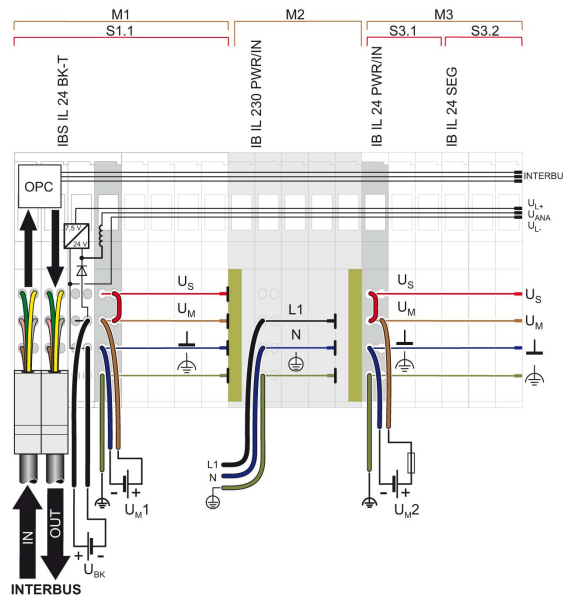 M1 M2 M3
S1.1 S3.1 S3.2
IBS IL 24 BK-T
IB IL 230 PWR/IN
IB IL 24 PWR/IN
IB IL 24 SEG
OPC
INTERBU
7,5 V
24 V
UL+
UANA
UL-
US
UM
L1
N
US
UM
US
UM
L1
N
- +
UM1
- +
UM2
IN
OUT
+ -
UBK
INTERBUS